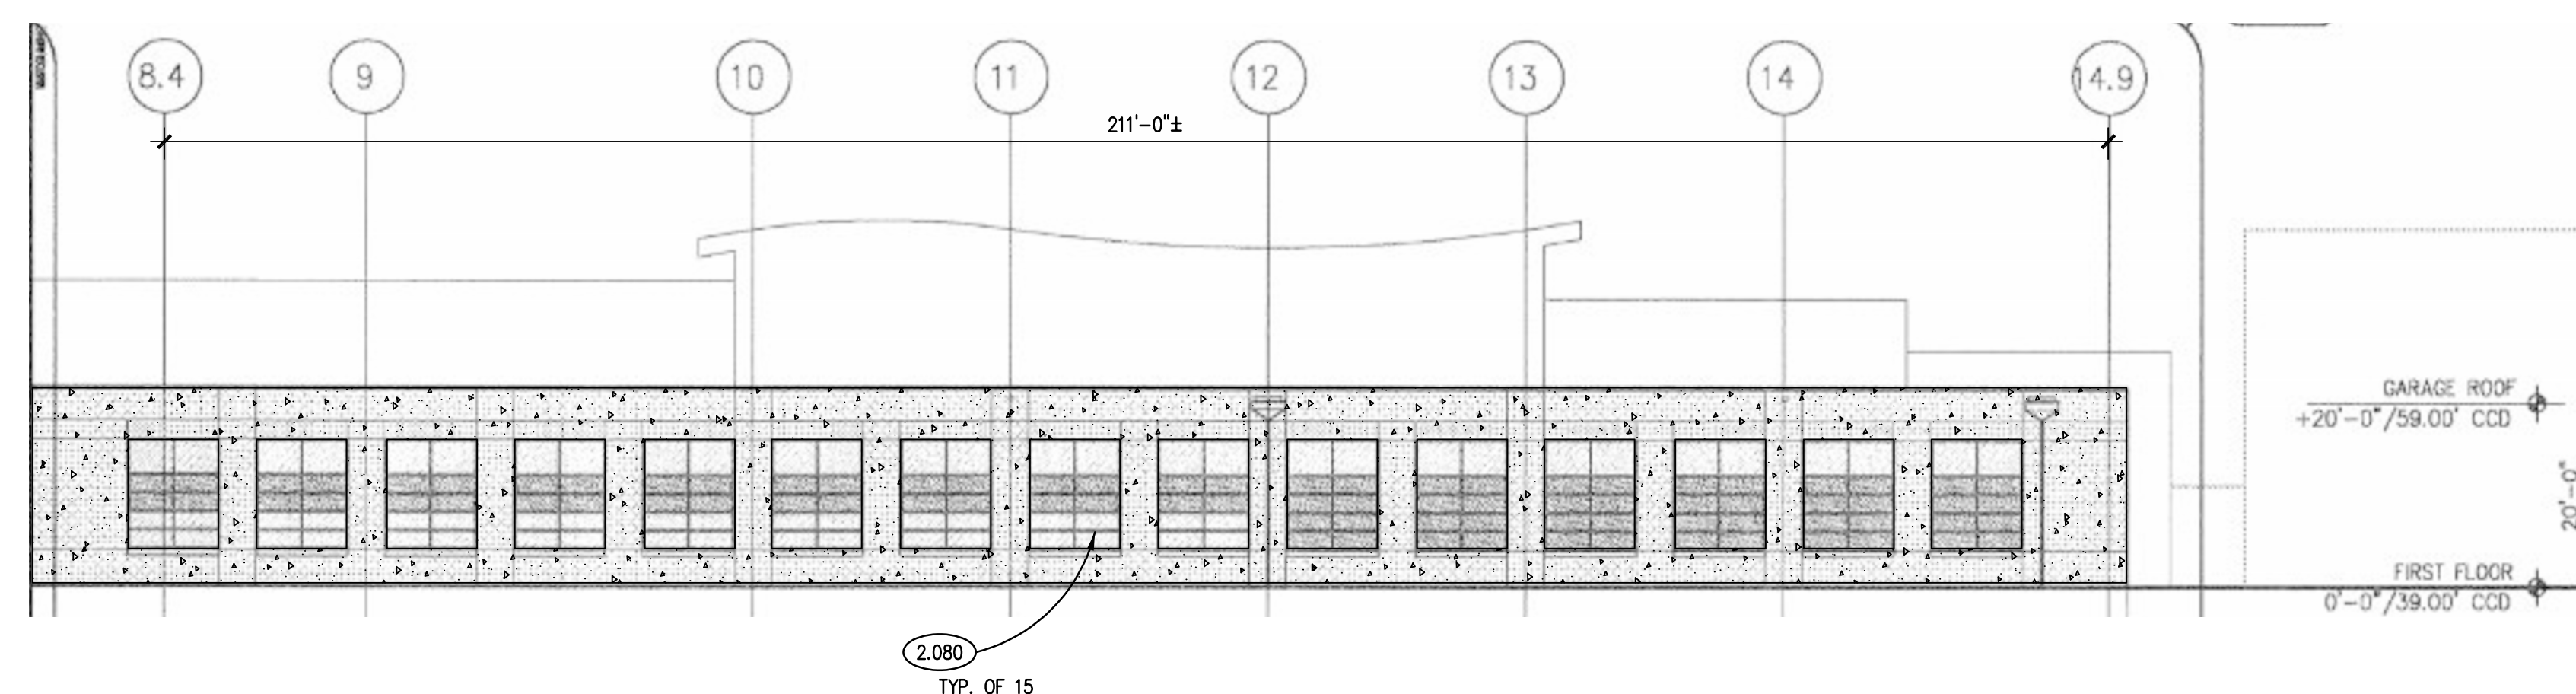 8.4
9
10
11
12
13
14
14.9
211'-0"±
GARAGE ROOF
+20'-0"/59.00' CCD
20'-0"
FIRST FLOOR
0'-0"/39.00' CCD
2.080
TYP. OF 15